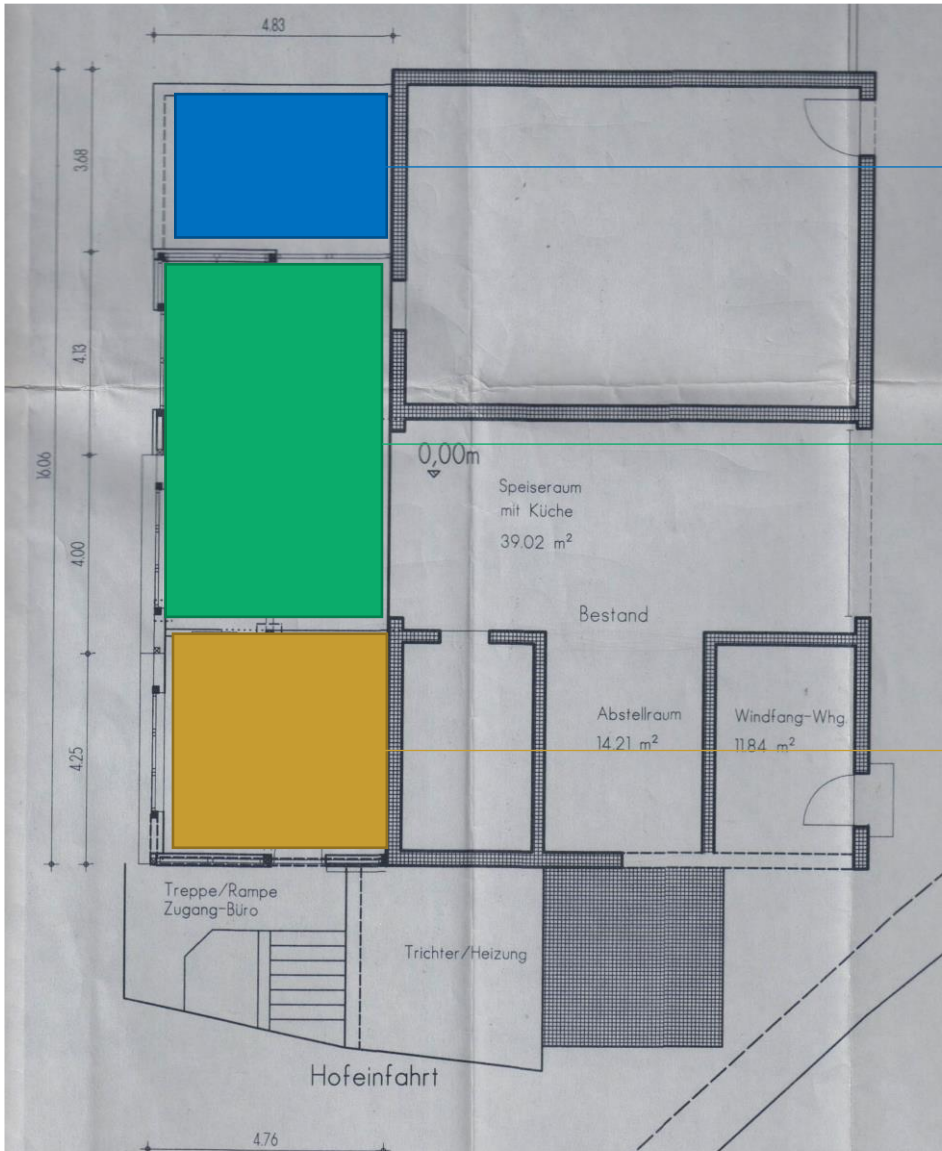 4.83
3.68
4.13
16.06
4.00
4.25
0,00m
Speiseraum
mit Küche
39.02 m²
Bestand
Abstellraum
14.21 m²
Windfang-Whg.
11.84 m²
Treppe/Rampe
Zugang-Büro
Trichter/Heizung
Hofeinfahrt
4.76